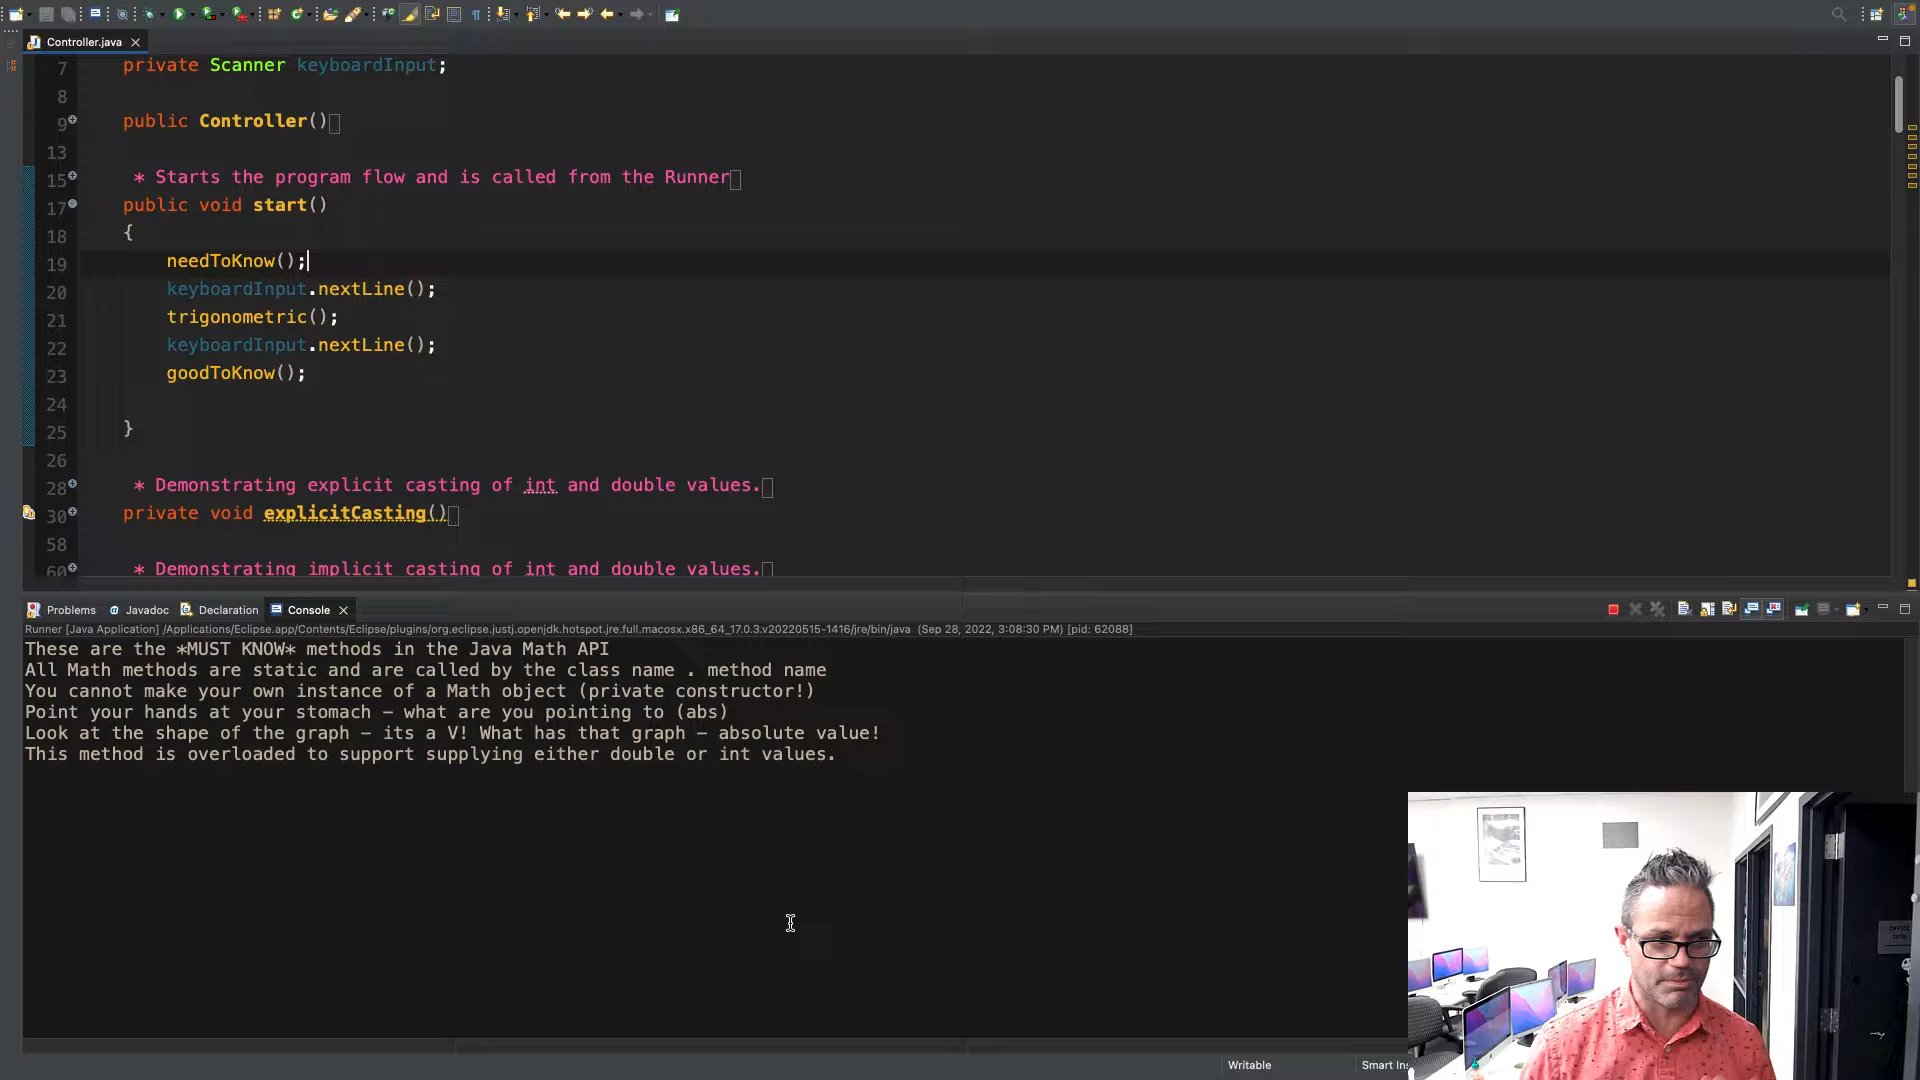 Controller.java
7 private Scanner keyboardInput;
8
9 public Controller()
13
15 * Starts the program flow and is called from the Runner
17 public void start()
18 {
19 needToKnow();
20 keyboardInput.nextLine();
21 trigonometric();
22 keyboardInput.nextLine();
23 goodToKnow();
24
25 }
26
28 * Demonstrating explicit casting of int and double values.
30 private void explicitCasting()
58
60 * Demonstrating implicit casting of int and double values.
Problems Javadoc Declaration Console
Runner [Java Application] /Applications/Eclipse.app/Contents/Eclipse/plugins/org.eclipse.justj.openjdk.hotspot.jre.full.macosx.x86_64_17.0.3.v20220515-1416/jre/bin/java (Sep 28, 2022, 3:08:30 PM) [pid: 62088]
These are the *MUST KNOW* methods in the Java Math API
All Math methods are static and are called by the class name . method name
You cannot make your own instance of a Math object (private constructor!)
Point your hands at your stomach – what are you pointing to (abs)
Look at the shape of the graph – its a V! What has that graph – absolute value!
This method is overloaded to support supplying either double or int values.
Writable
Smart Ins